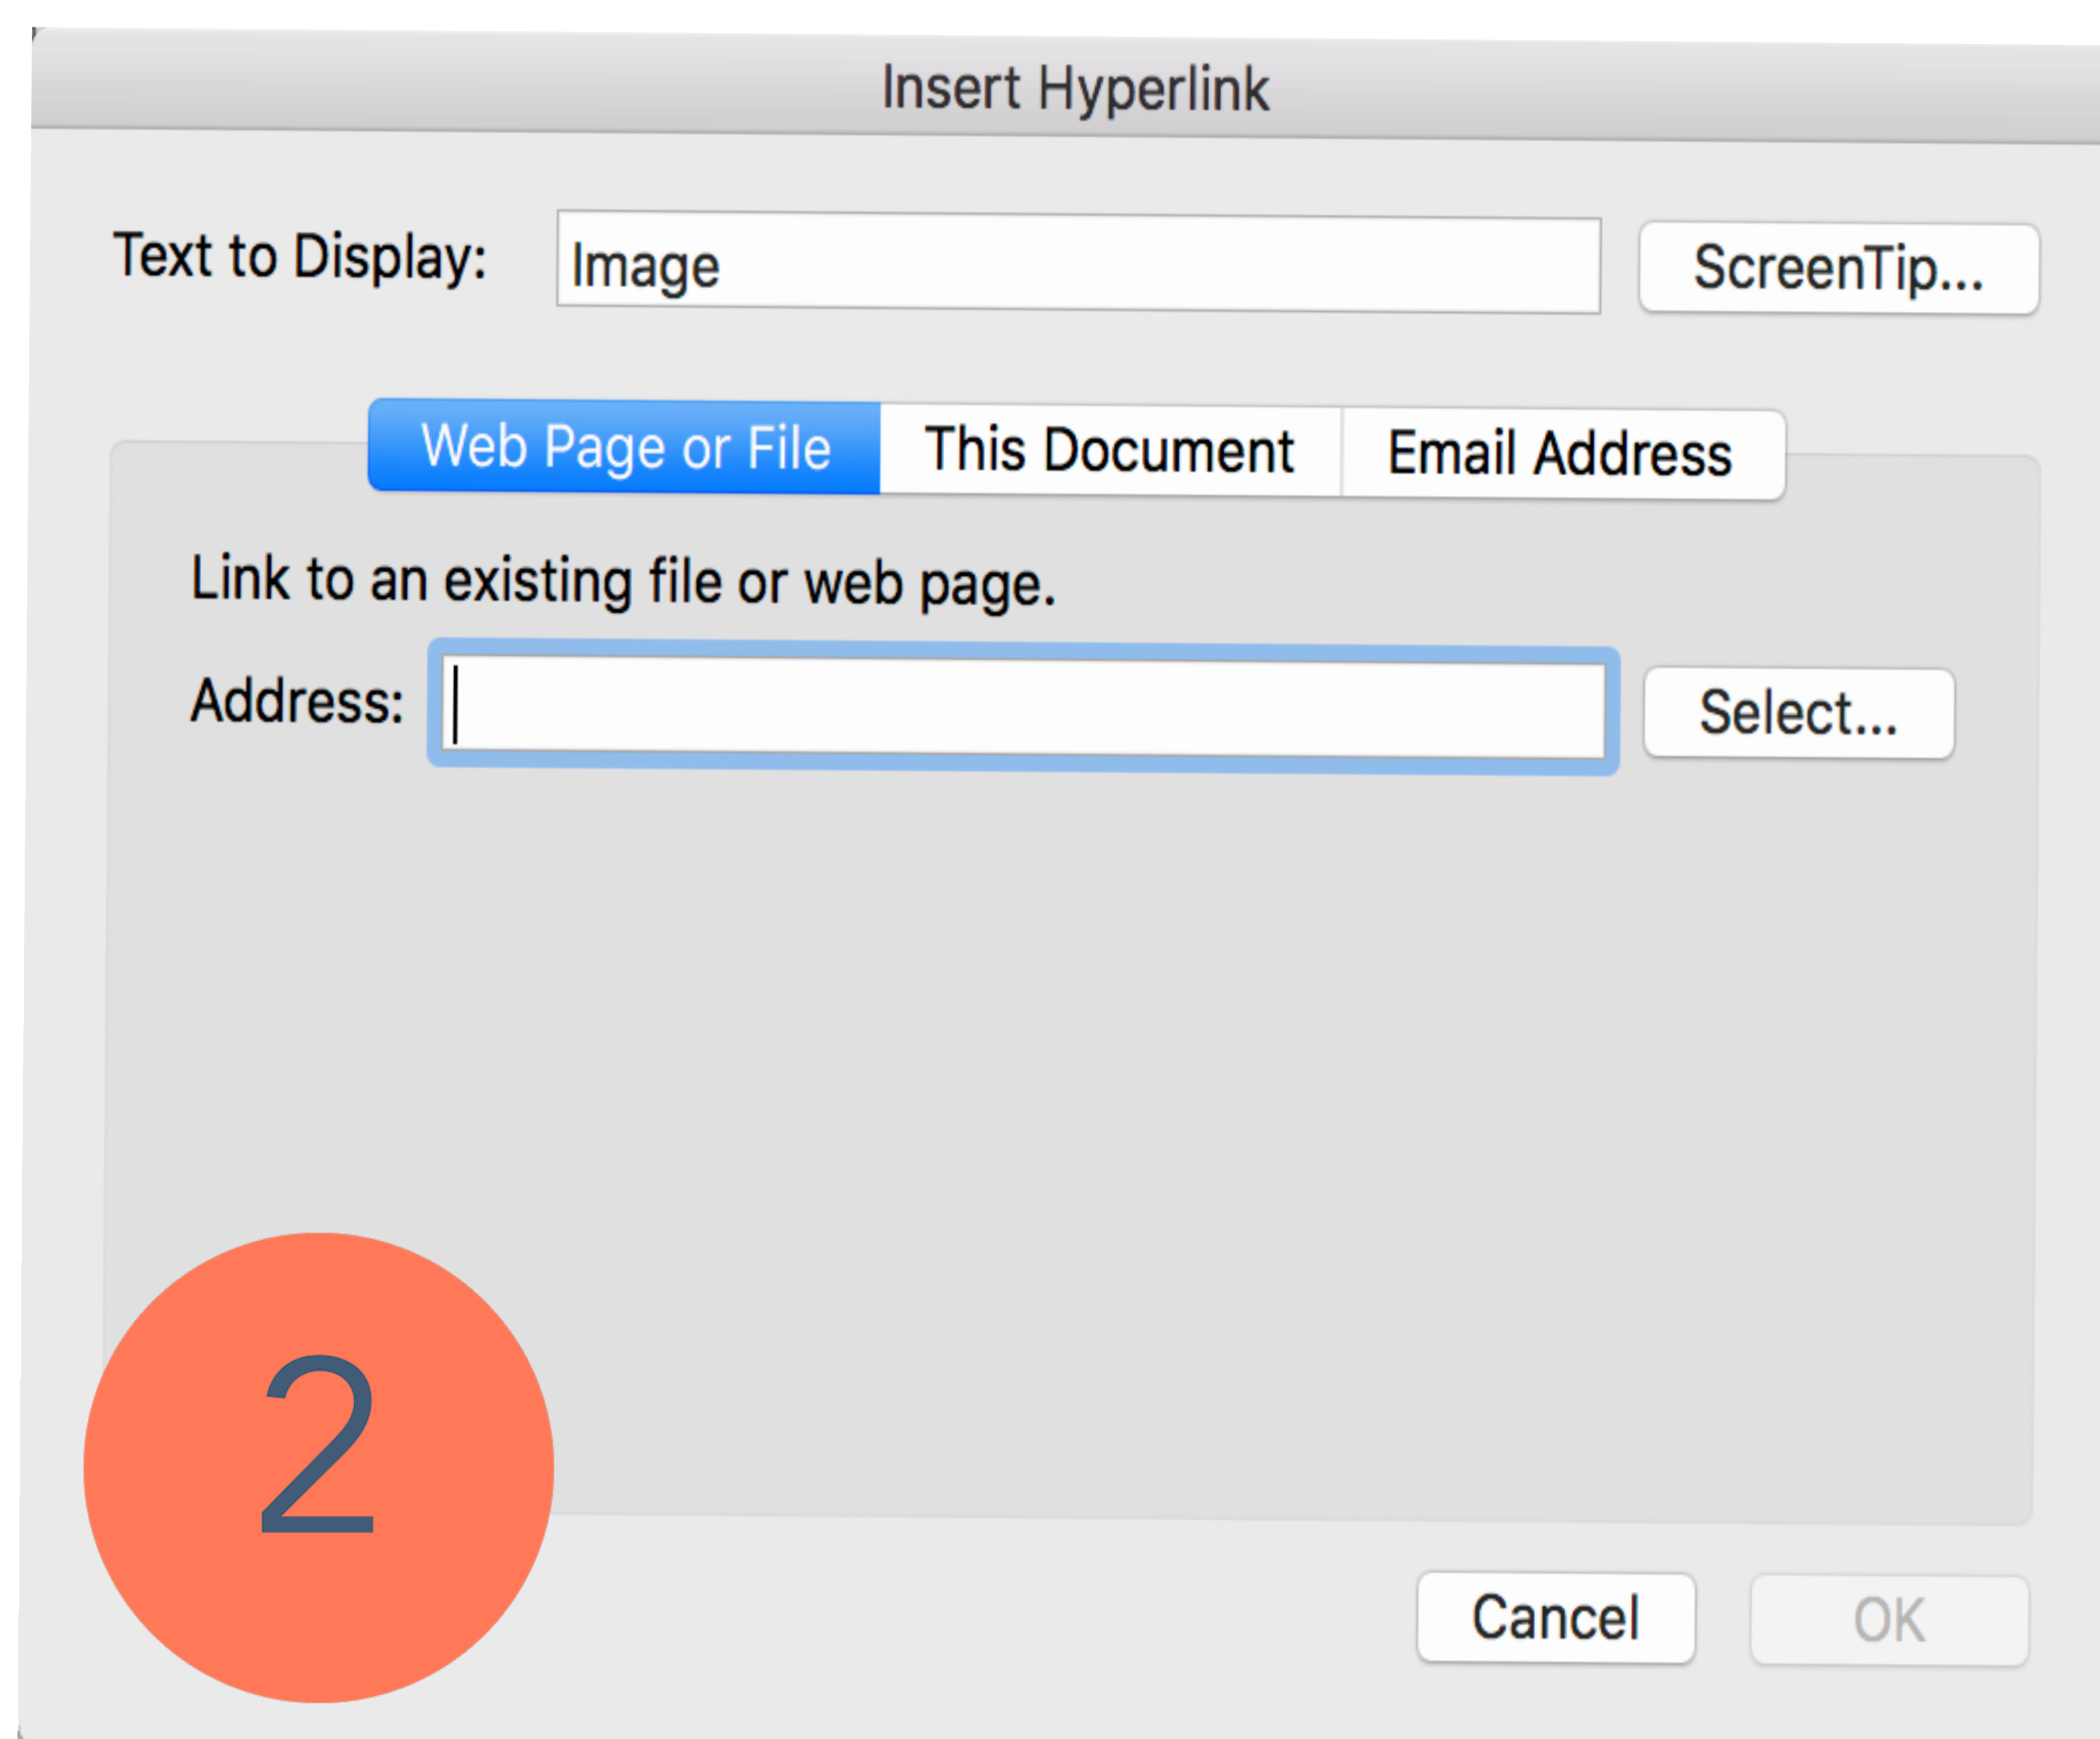 Insert Hyperlink
Text to Display: Image ScreenTip...
Web Page or File This Document Email Address
Link to an existing file or web page.
Address: Select...
2
Cancel OK